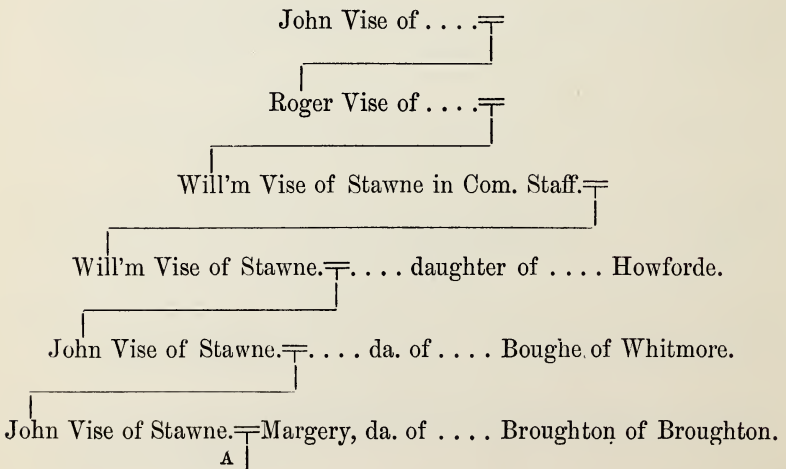 John Vise of . . . .
Roger Vise of . . . .
Will'm Vise of Stawne in Com. Staff.
Will'm Vise of Stawne. . . . . daughter of . . . . Howforde.
John Vise of Stawne. . . . . da. of . . . . Boughe of Whitmore.
John Vise of Stawne. Margery, da. of . . . . Broughton of Broughton.
A